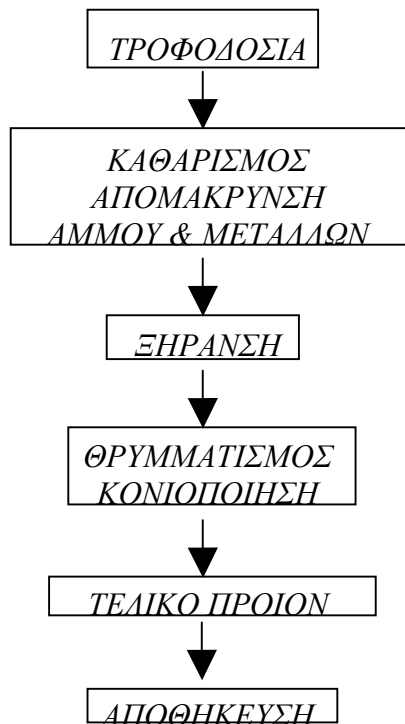 ΤΡΟΦΟΔΟΣΙΑ
ΚΑΘΑΡΙΣΜΟΣ
ΑΠΟΜΑΚΡΥΝΣΗ
ΑΜΜΟΥ & ΜΕΤΑΛΛΩΝ
ΞΗΡΑΝΣΗ
ΘΡΥΜΜΑΤΙΣΜΟΣ
ΚΟΝΙΟΠΟΙΗΣΗ
ΤΕΛΙΚΟ ΠΡΟΙΟΝ
ΑΠΟΘΗΚΕΥΣΗ